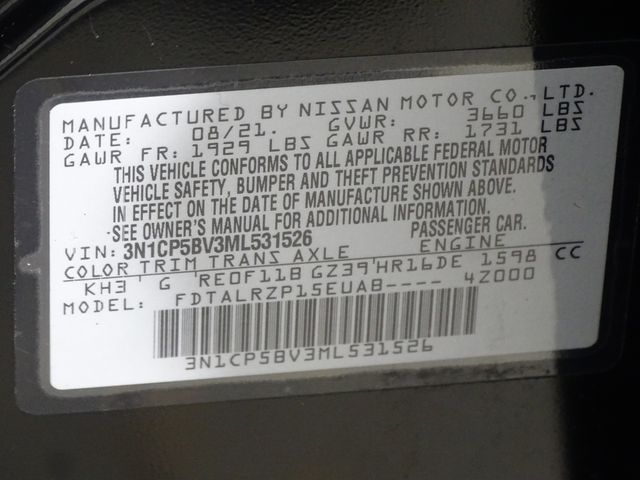 MANUFACTURED BY NISSAN MOTOR CO., LTD.
DATE: 08/21. GVWR: 3660 LBS
GAWR FR: 1929 LBS GAWR RR: 1731 LBS
THIS VEHICLE CONFORMS TO ALL APPLICABLE FEDERAL MOTOR
VEHICLE SAFETY, BUMPER AND THEFT PREVENTION STANDARDS
IN EFFECT ON THE DATE OF MANUFACTURE SHOWN ABOVE.
SEE OWNER'S MANUAL FOR ADDITIONAL INFORMATION.
VIN: 3N1CP5BV3ML531526 PASSENGER CAR.
COLOR TRIM TRANS AXLE ENGINE
KH3 G RE0F11B GZ39 HR16DE 1598 CC
MODEL: FDTALRZP15EUAB---- 4Z000
3N1CP5BV3ML531526